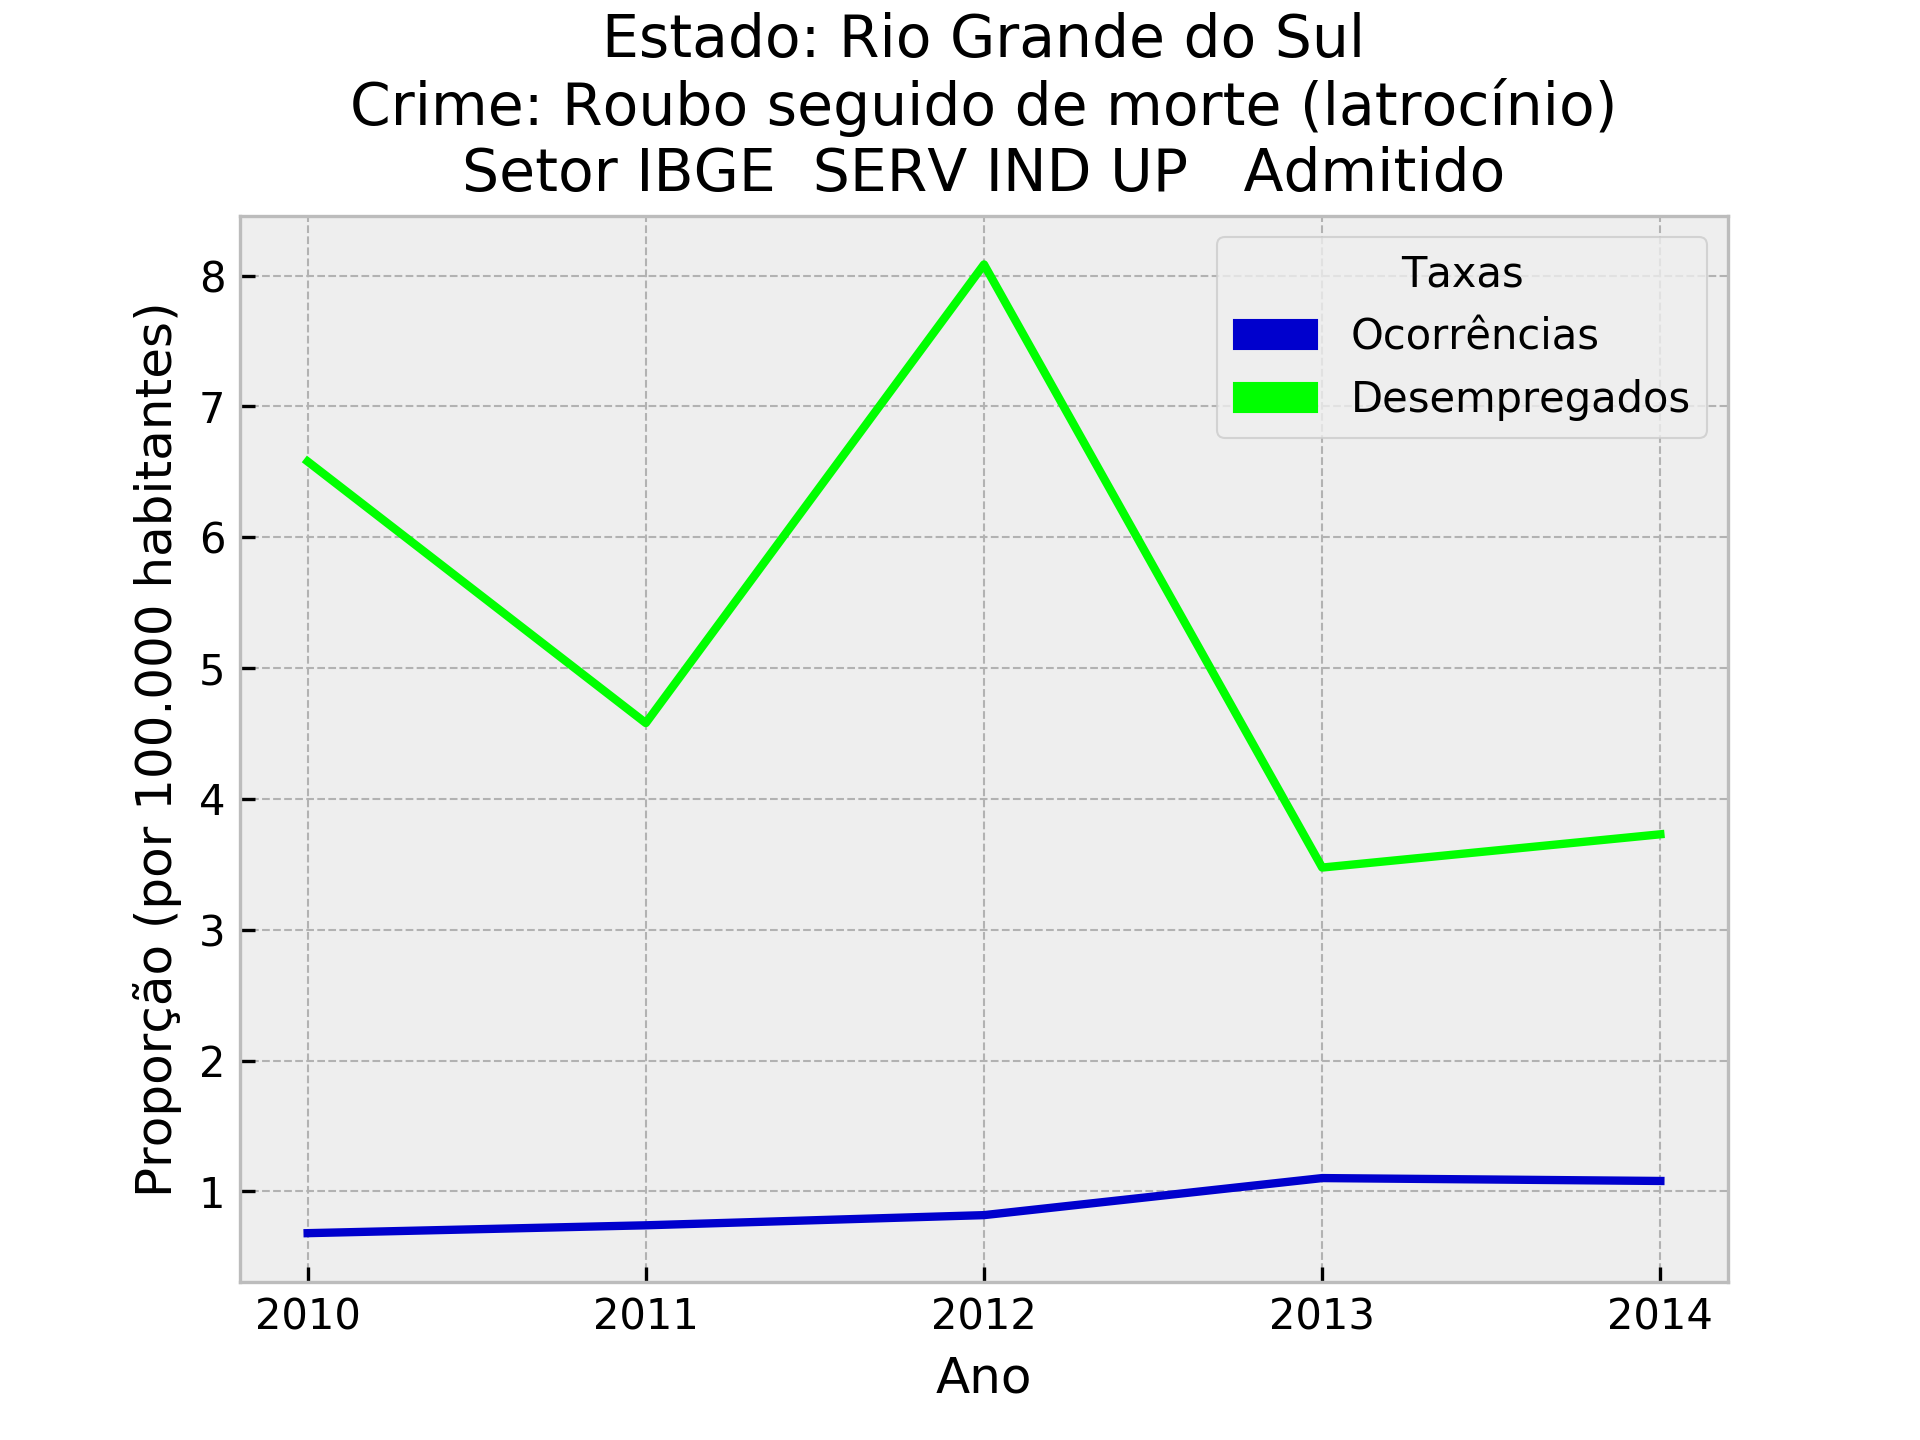 Estado: Rio Grande do Sul
Crime: Roubo seguido de morte (latrocínio)
Setor IBGE  SERV IND UP   Admitido
Taxas
Ocorrências
Desempregados
Proporção (por 100.000 habitantes)
8
7
6
5
4
3
2
1
2010 2011 2012 2013 2014
Ano